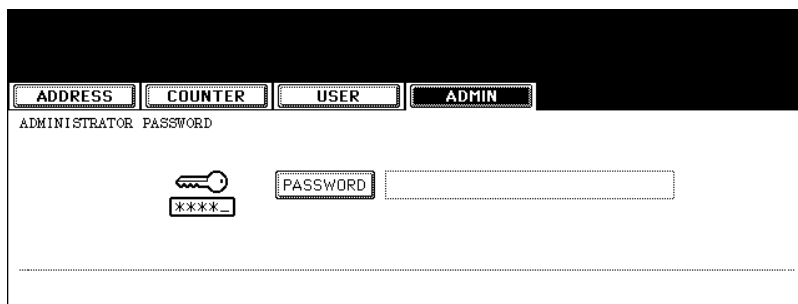 ADDRESS COUNTER USER ADMIN
ADMINISTRATOR PASSWORD
PASSWORD
****_